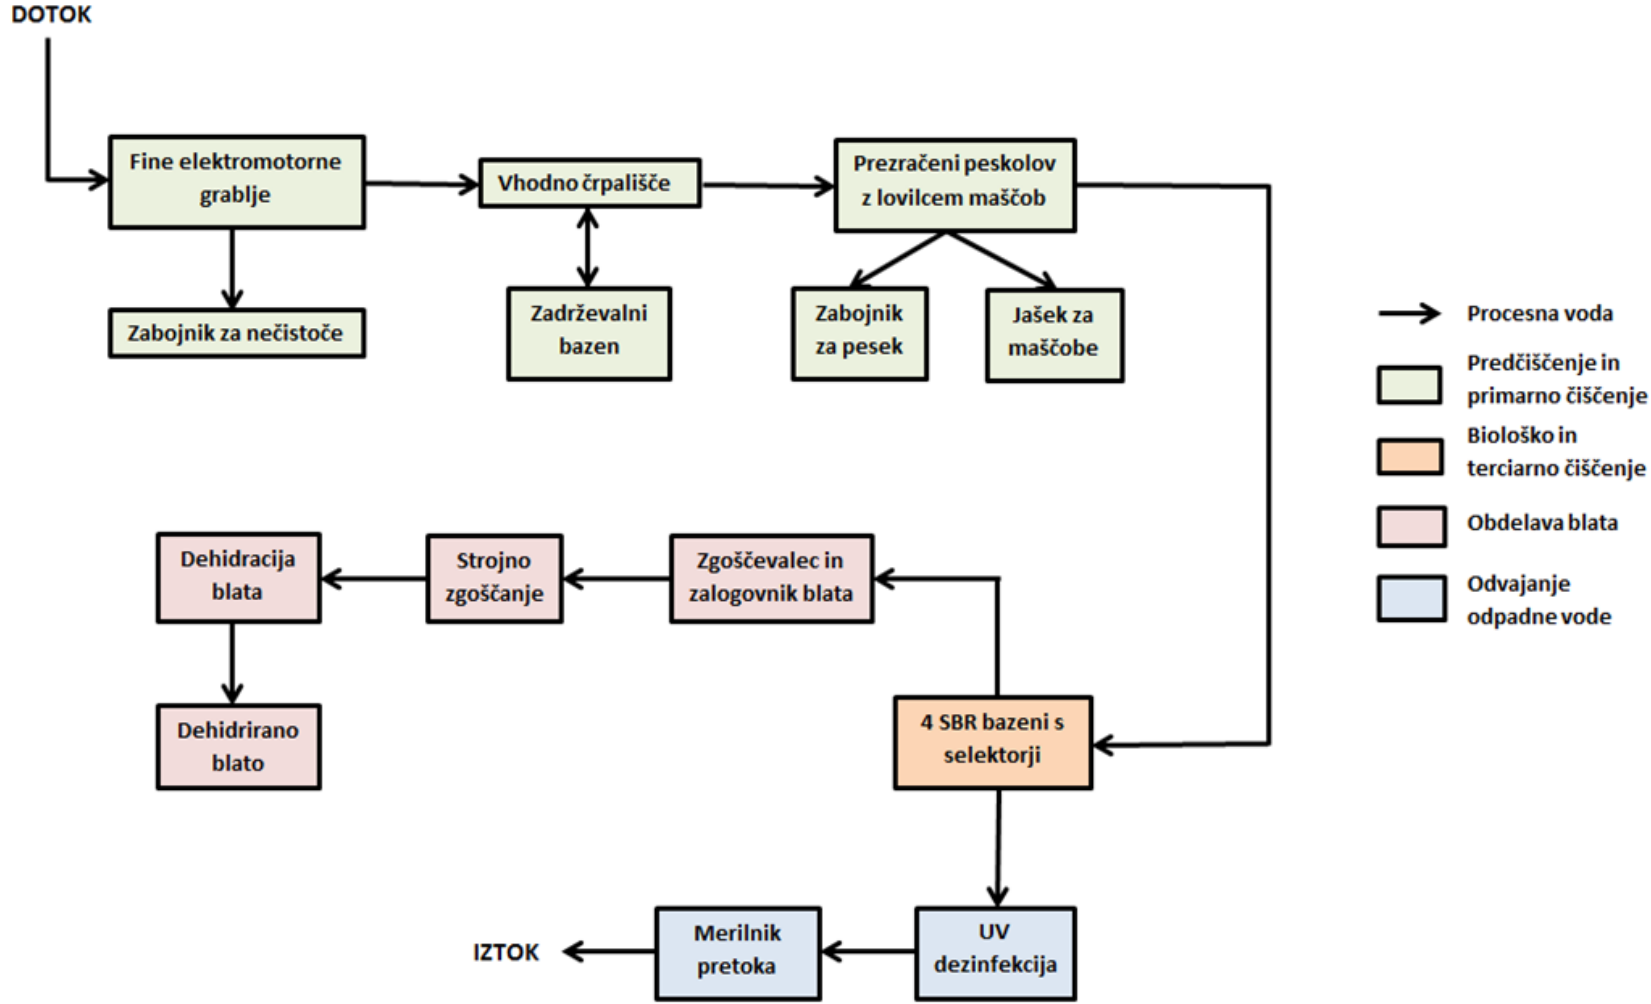 DOTOK
Fine elektromotorne
grablje
Vhodno črpališče
Prezračeni peskolov
z lovilcem maščob
Zabojnik za nečistoče
Zadrževalni
bazen
Zabojnik
za pesek
Jašek za
maščobe
Procesna voda
Predčiščenje in
primarno čiščenje
Biološko in
terciarno čiščenje
Obdelava blata
Odvajanje
odpadne vode
Dehidracija
blata
Strojno
zgoščanje
Zgoščevalec in
zalogovnik blata
Dehidrirano
blato
4 SBR bazeni s
selektorji
IZTOK
Merilnik
pretoka
UV
dezinfekcija